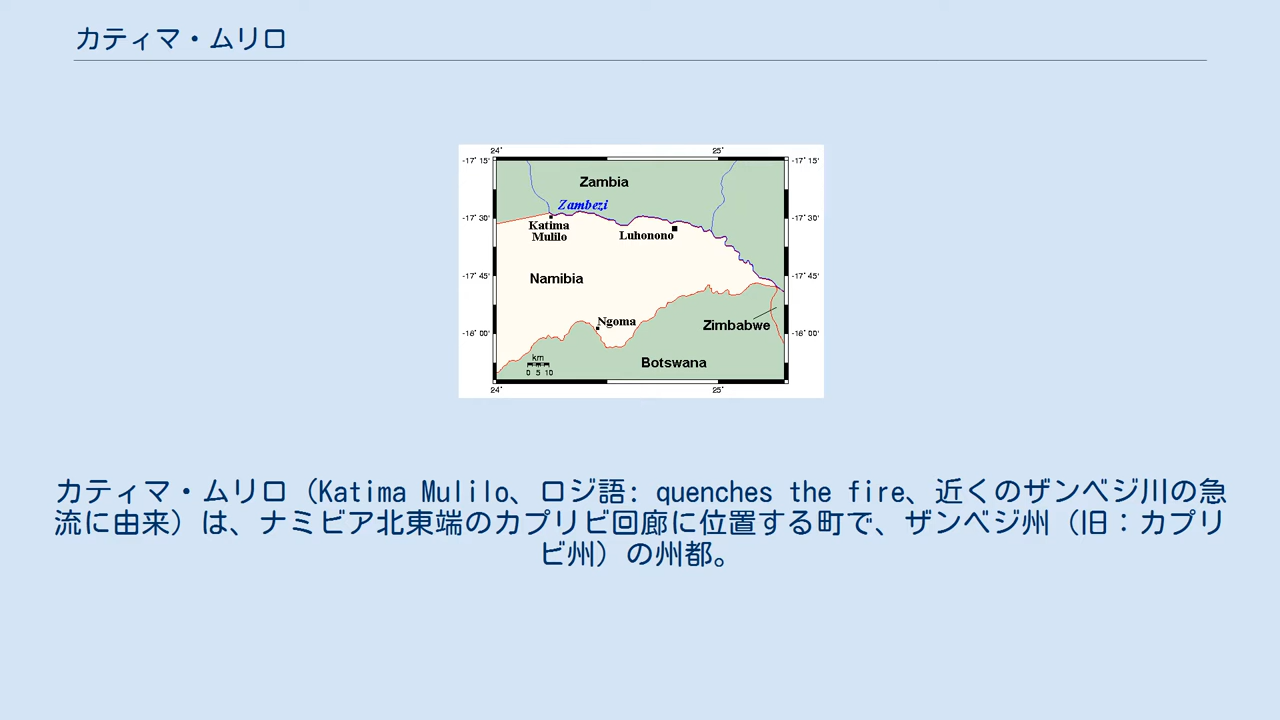 カティマ・ムリロ
24° 25°
-17°15' -17°15'
Zambia
Zambezi
-17°30' -17°30'
Katima
Mulilo
Luhonono
-17°45' -17°45'
Namibia
Ngoma
Zimbabwe
-18°00' -18°00'
km
Botswana
0 5 10
24° 25°
カティマ・ムリロ（Katima Mulilo、ロジ語: quenches the fire、近くのザンベジ川の急
流に由来）は、ナミビア北東端のカプリビ回廊に位置する町で、ザンベジ州（旧：カプリ
ビ州）の州都。